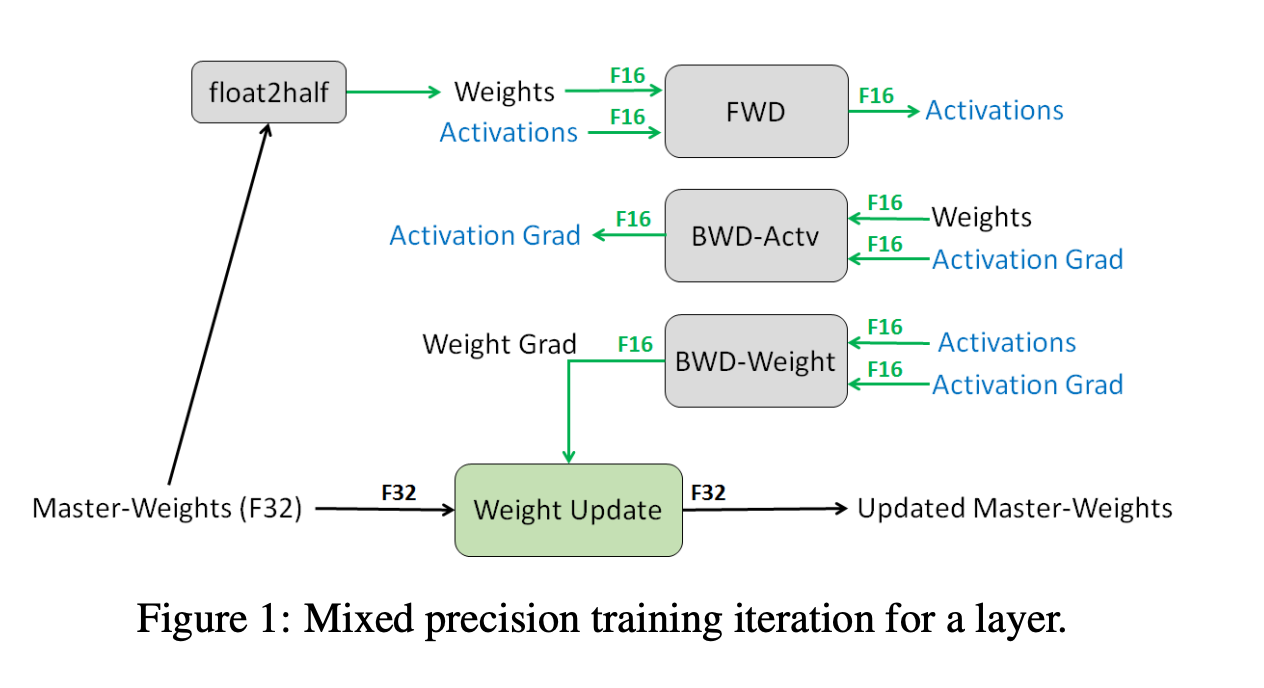 float2half
Weights
F16
Activations
F16
FWD
F16
Activations
Activation Grad
F16
BWD-Actv
F16
Weights
F16
Activation Grad
Weight Grad
F16
BWD-Weight
F16
Activations
F16
Activation Grad
Master-Weights (F32)
F32
Weight Update
F32
Updated Master-Weights
Figure 1: Mixed precision training iteration for a layer.